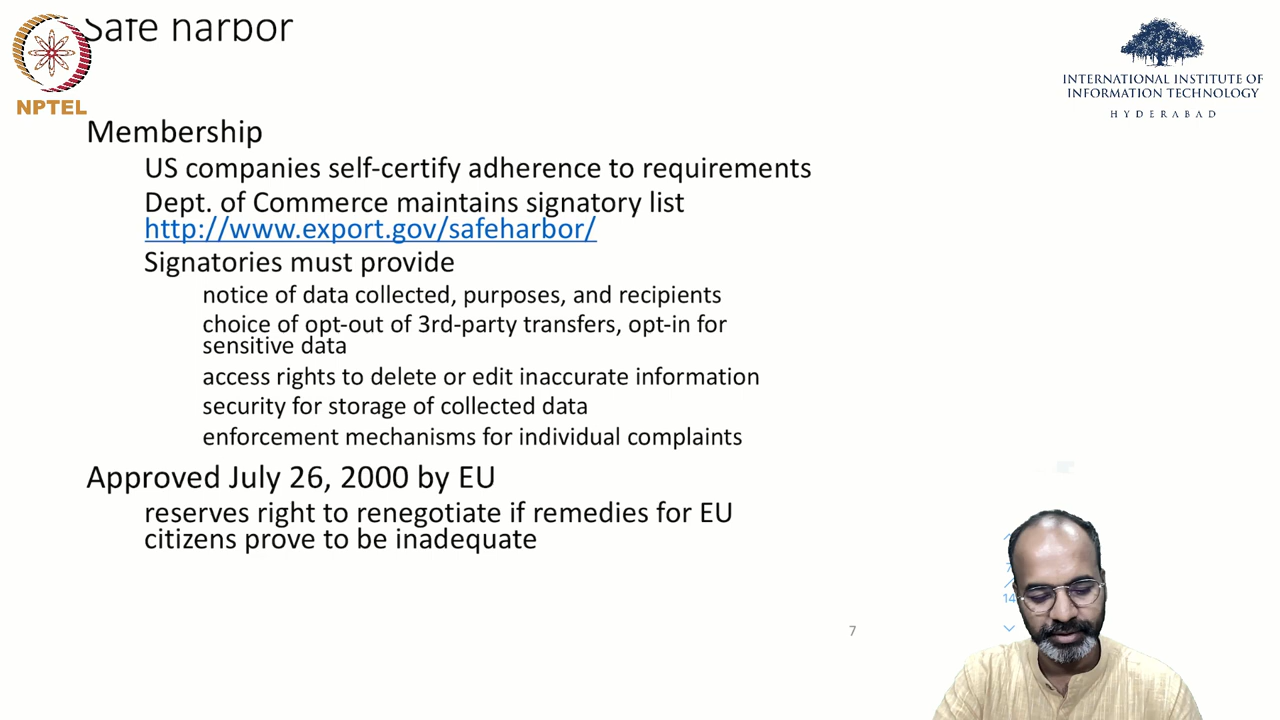 Safe harbor
NPTEL
INTERNATIONAL INSTITUTE OF
INFORMATION TECHNOLOGY
HYDERABAD
Membership
US companies self-certify adherence to requirements
Dept. of Commerce maintains signatory list
http://www.export.gov/safeharbor/
Signatories must provide
notice of data collected, purposes, and recipients
choice of opt-out of 3rd-party transfers, opt-in for
sensitive data
access rights to delete or edit inaccurate information
security for storage of collected data
enforcement mechanisms for individual complaints
Approved July 26, 2000 by EU
reserves right to renegotiate if remedies for EU
citizens prove to be inadequate
7
14